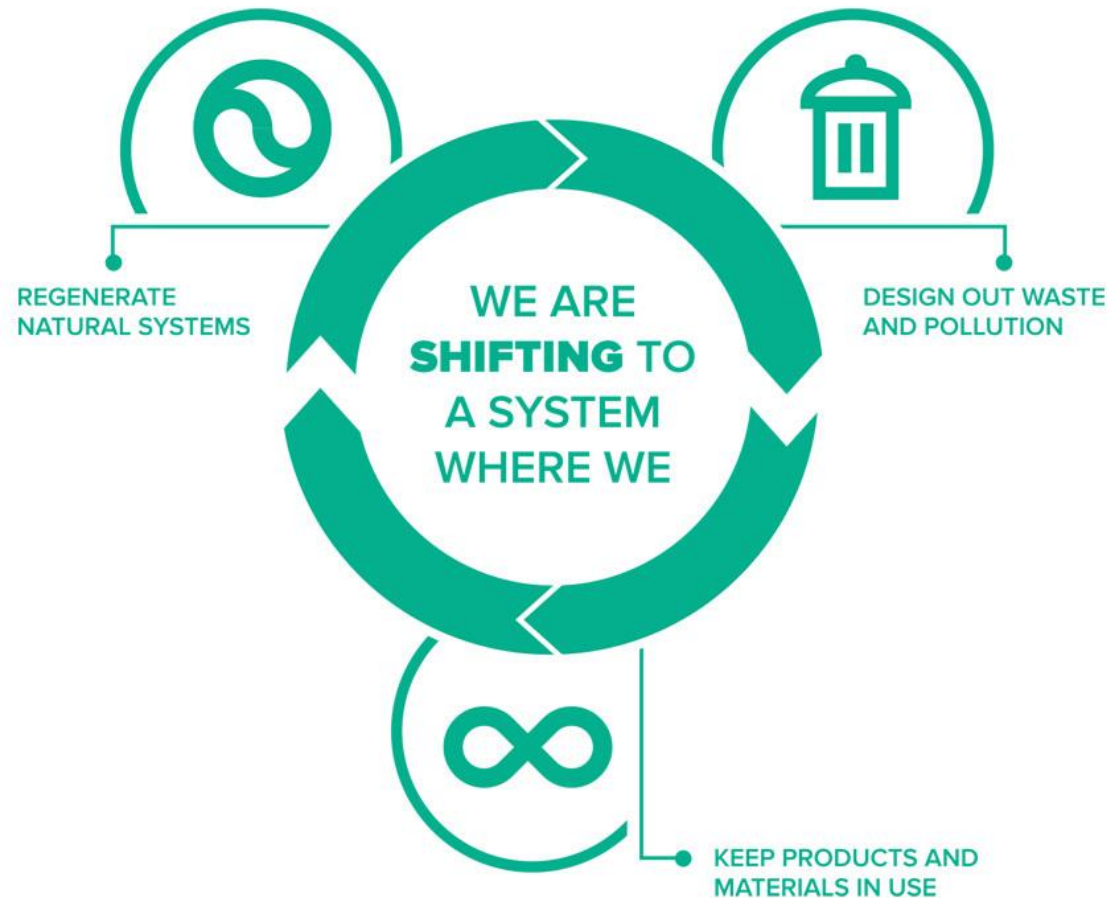 WE ARE
SHIFTING TO
A SYSTEM
WHERE WE
REGENERATE
NATURAL SYSTEMS
DESIGN OUT WASTE
AND POLLUTION
KEEP PRODUCTS AND
MATERIALS IN USE